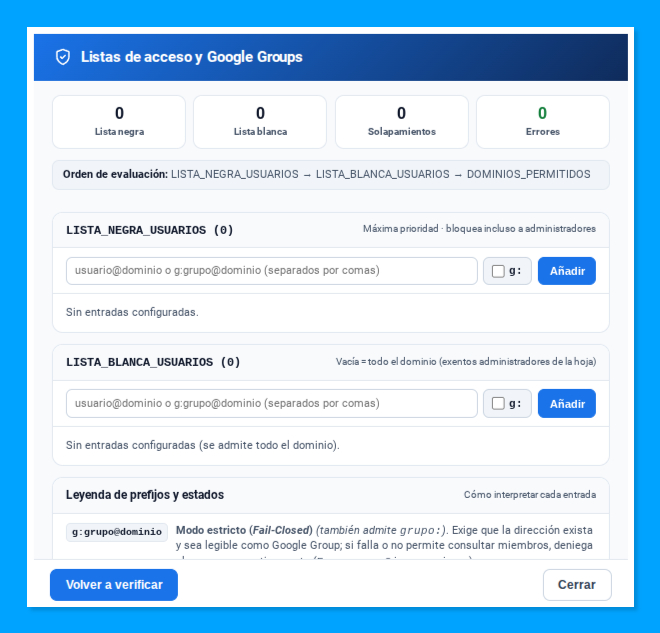 Listas de acceso y Google Groups
0
Lista negra
0
Lista blanca
0
Solapamientos
0
Errores
Orden de evaluación: LISTA_NEGRA_USUARIOS → LISTA_BLANCA_USUARIOS → DOMINIOS_PERMITIDOS
LISTA_NEGRA_USUARIOS (0)
Máxima prioridad · bloquea incluso a administradores
usuario@dominio o g:grupo@dominio (separados por comas)
g:
Añadir
Sin entradas configuradas.
LISTA_BLANCA_USUARIOS (0)
Vacía = todo el dominio (exentos administradores de la hoja)
usuario@dominio o g:grupo@dominio (separados por comas)
g:
Añadir
Sin entradas configuradas (se admite todo el dominio).
Leyenda de prefijos y estados
Cómo interpretar cada entrada
g:grupo@dominio
Modo estricto (Fail-Closed) (también admite grupo:). Exige que la dirección exista
y sea legible como Google Group; si falla o no permite consultar miembros, deniega
Volver a verificar
Cerrar